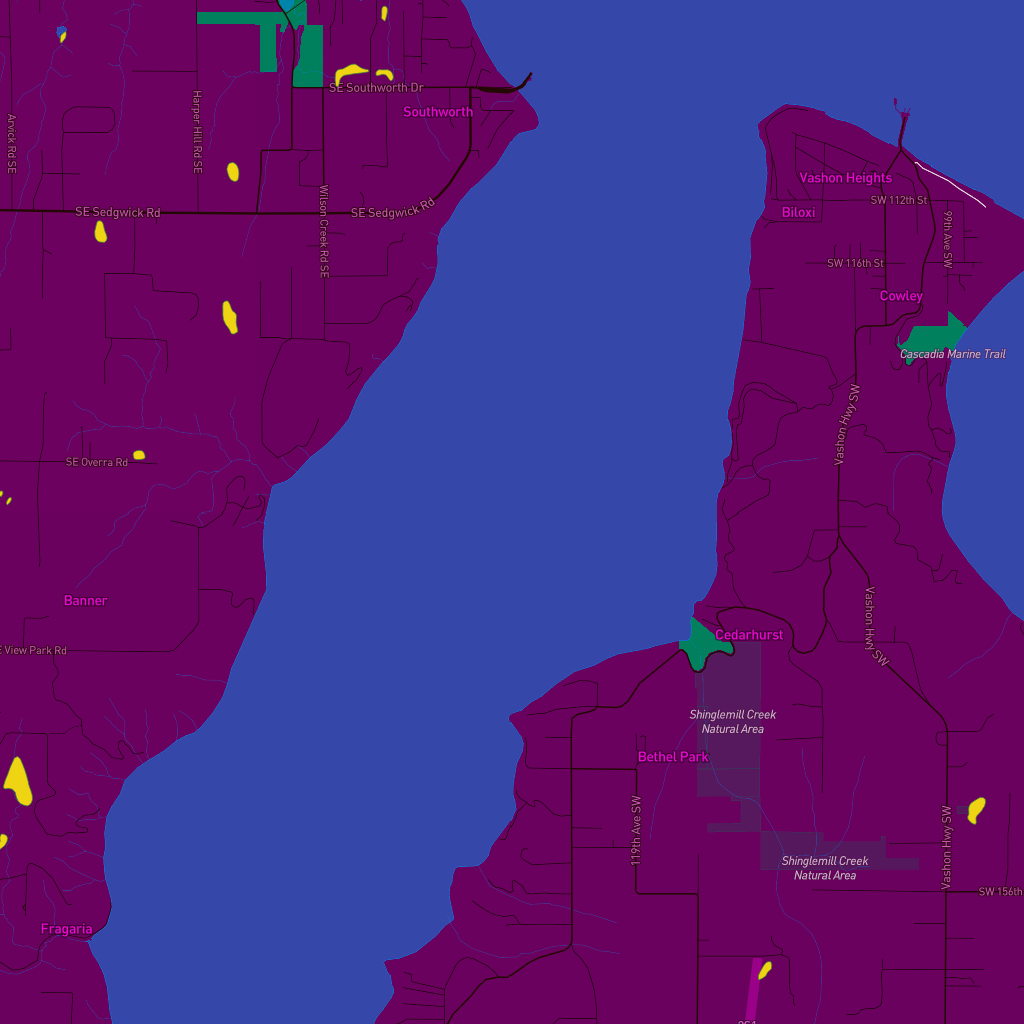 SE Southworth Dr
Southworth
Arvick Rd SE
Harper Hill Rd SE
Vashon Heights
SW 112th St
SE Sedgwick Rd
SE Sedgwick Rd
Biloxi
Wilson Creek Rd SE
99th Ave SW
SW 116th St
Cowley
Cascadia Marine Trail
Vashon Hwy SW
SE Overra Rd
Banner
Vashon Hwy SW
Cedarhurst
View Park Rd
Shinglemill Creek
Natural Area
Bethel Park
119th Ave SW
Vashon Hwy SW
Shinglemill Creek
Natural Area
SW 156th
Fragaria